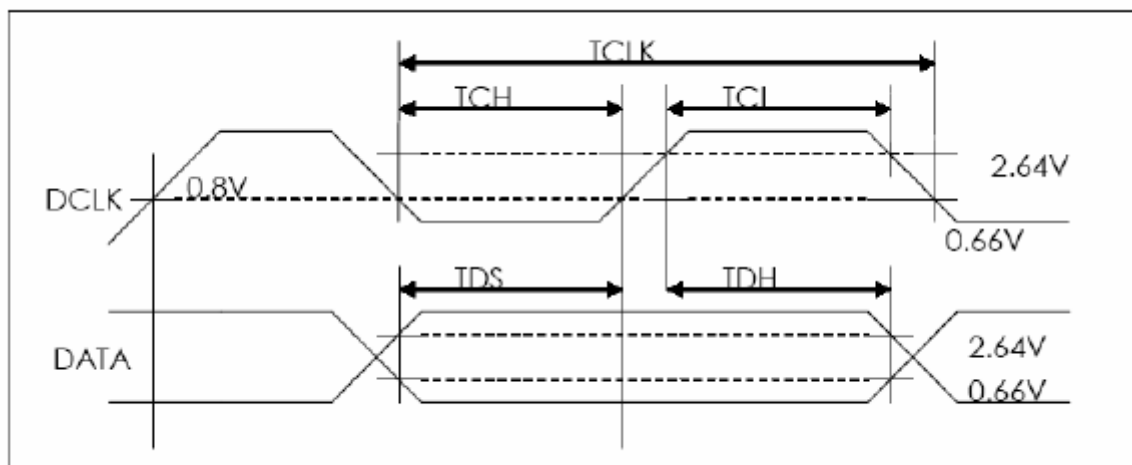 TCLK
TCH TCL
2.64V
0.8V
DCLK
0.66V
TDS TDH
2.64V
DATA
0.66V